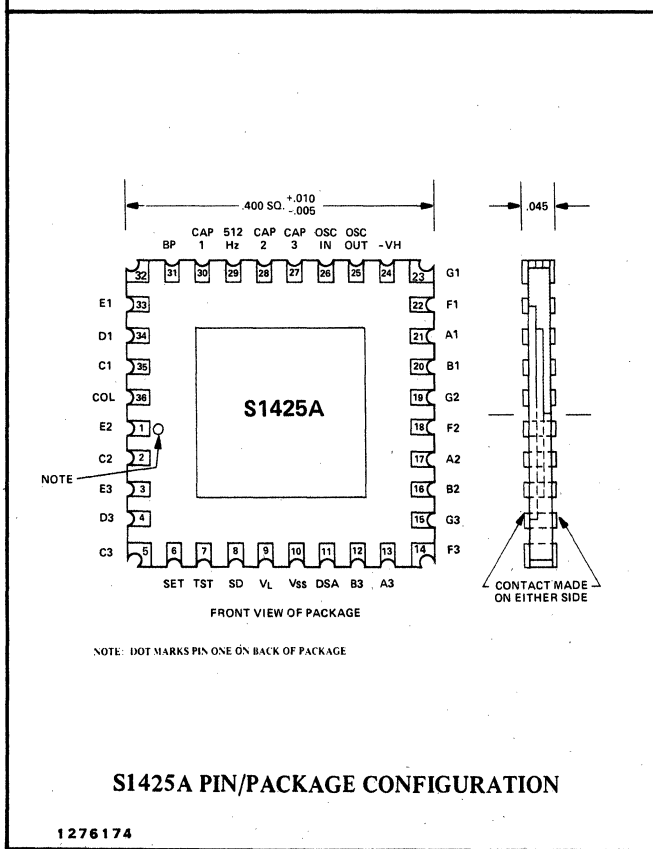 .400 SQ. +.010
-.005
.045
BP CAP 1 512 Hz CAP 2 CAP 3 OSC IN OSC OUT -VH
32 31 30 29 28 27 26 25 24 23 G1
E1 33 22 F1
D1 34 21 A1
C1 35 20 B1
COL 36 19 G2
S1425A
E2 1 18 F2
C2 2 17 A2
NOTE
E3 3 16 B2
D3 4 15 G3
C3 5 6 7 8 9 10 11 12 13 14 F3
SET TST SD VL VSS DSA B3 A3
CONTACT MADE
ON EITHER SIDE
FRONT VIEW OF PACKAGE
NOTE: DOT MARKS PIN ONE ON BACK OF PACKAGE
S1425A PIN/PACKAGE CONFIGURATION
1276174